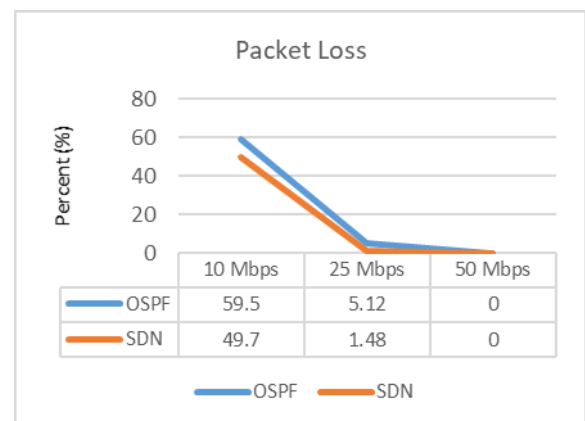 Packet Loss
Percent (%)
80
60
40
20
0
10 Mbps 25 Mbps 50 Mbps
OSPF 59.5 5.12 0
SDN 49.7 1.48 0
OSPF SDN